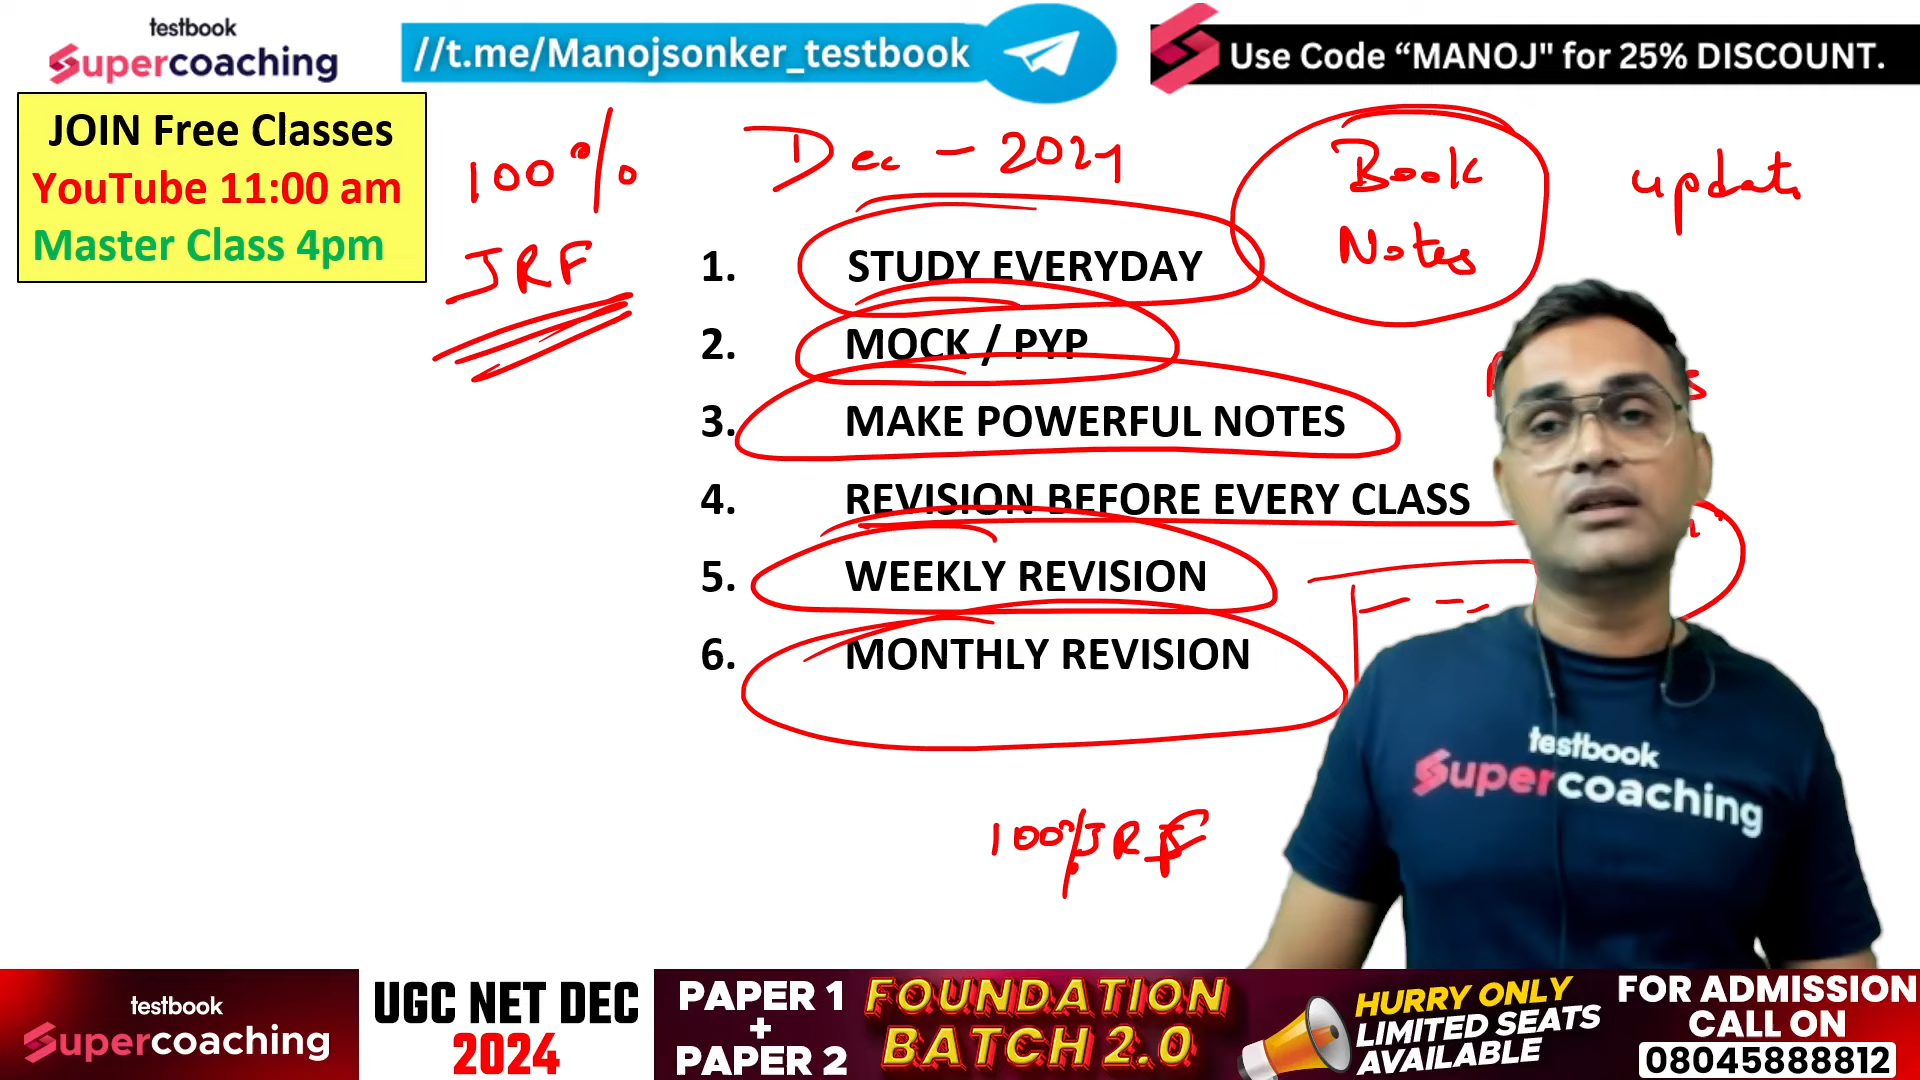 testbook
Supercoaching
//t.me/Manojsonker_testbook
Use Code “MANOJ" for 25% DISCOUNT.
JOIN Free Classes
YouTube 11:00 am
Master Class 4pm
100%
JRF
Dec - 2024
Book
Notes
update
1. STUDY EVERYDAY
2. MOCK / PYP
3. MAKE POWERFUL NOTES
4. REVISION BEFORE EVERY CLASS
5. WEEKLY REVISION
6. MONTHLY REVISION
100% JRF
testbook
Supercoaching
testbook
Supercoaching
UGC NET DEC
2024
PAPER 1
+
PAPER 2
FOUNDATION
BATCH 2.0
HURRY ONLY
LIMITED SEATS
AVAILABLE
FOR ADMISSION
CALL ON
08045888812